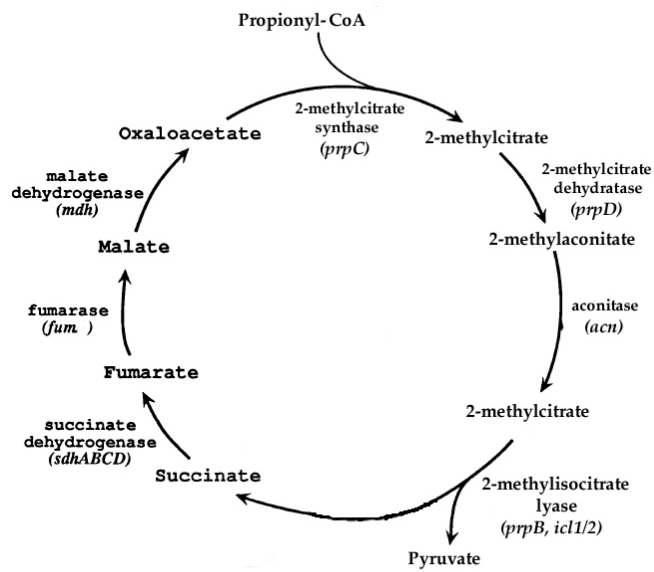 Propionyl-CoA
2-methylcitrate
synthase
(prpC)
Oxaloacetate
2-methylcitrate
2-methylcitrate
dehydratase
(prpD)
malate
dehydrogenase
(mdh)
2-methylaconitate
Malate
aconitase
(acn)
fumarase
(fum )
Fumarate
2-methylcitrate
succinate
dehydrogenase
(sdhABCD)
Succinate
2-methylisocitrate
lyase
(prpB, icl1/2)
Pyruvate